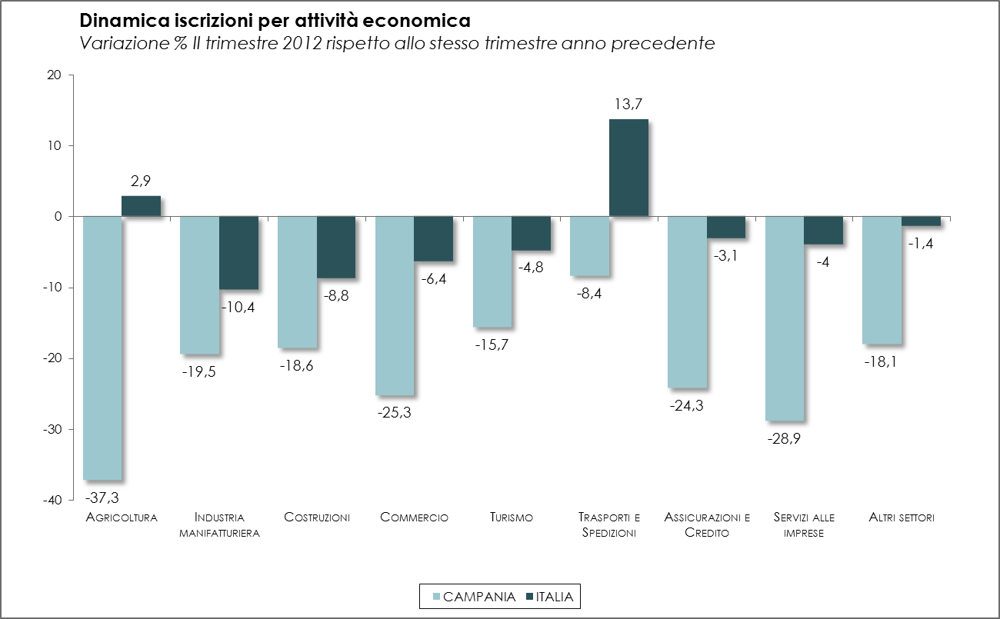 Dinamica iscrizioni per attività economica
Variazione % II trimestre 2012 rispetto allo stesso trimestre anno precedente
20
10
0
-10
-20
-30
-40
2,9
13,7
-10,4
-8,8
-6,4
-4,8
-3,1
-4
-1,4
-37,3
-19,5
-18,6
-25,3
-15,7
-8,4
-24,3
-28,9
-18,1
Agricoltura
Industria
manifatturiera
Costruzioni
Commercio
Turismo
Trasporti e
Spedizioni
Assicurazioni e
Credito
Servizi alle
imprese
Altri settori
CAMPANIA ITALIA